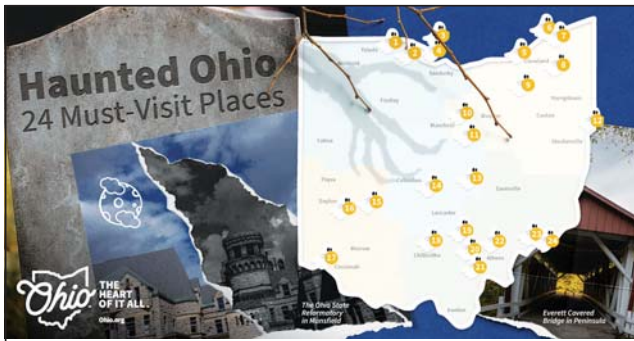 Haunted Ohio
24 Must-Visit Places
Ohio
THE
HEART
OF IT ALL.
Ohio.org
The Ohio State
Reformatory
in Mansfield
Everett Covered
Bridge in Peninsula
Toledo
Sandusky
Cleveland
Findlay
Youngstown
Canton
Mansfield
Steubenville
Lima
Piqua
Columbus
Zanesville
Dayton
Lancaster
Chillicothe
Athens
Cincinnati
1
2
3
4
5
6
7
8
9
10
11
12
13
14
15
16
17
18
19
20
21
22
23
24